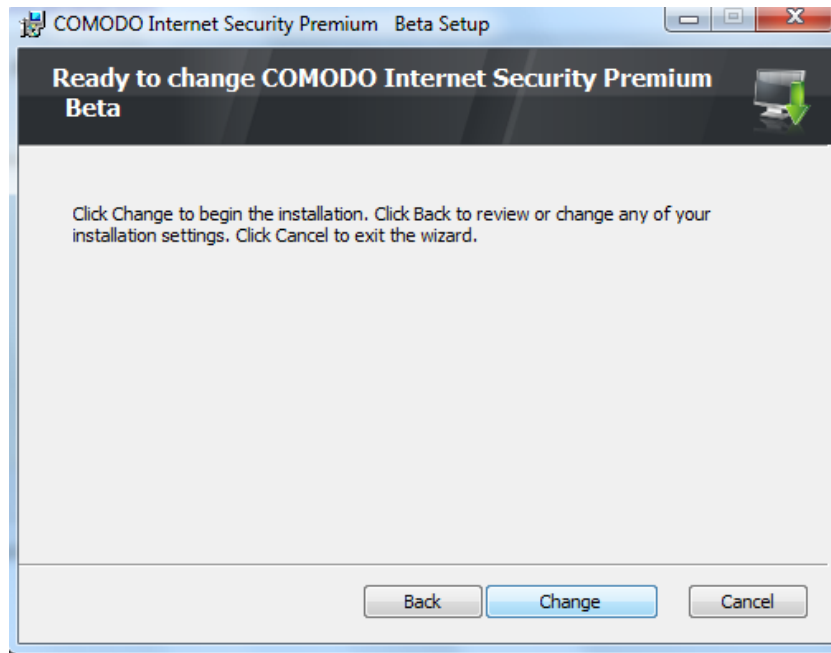 COMODO Internet Security Premium Beta Setup
Ready to change COMODO Internet Security Premium
Beta
Click Change to begin the installation. Click Back to review or change any of your
installation settings. Click Cancel to exit the wizard.
Back Change Cancel